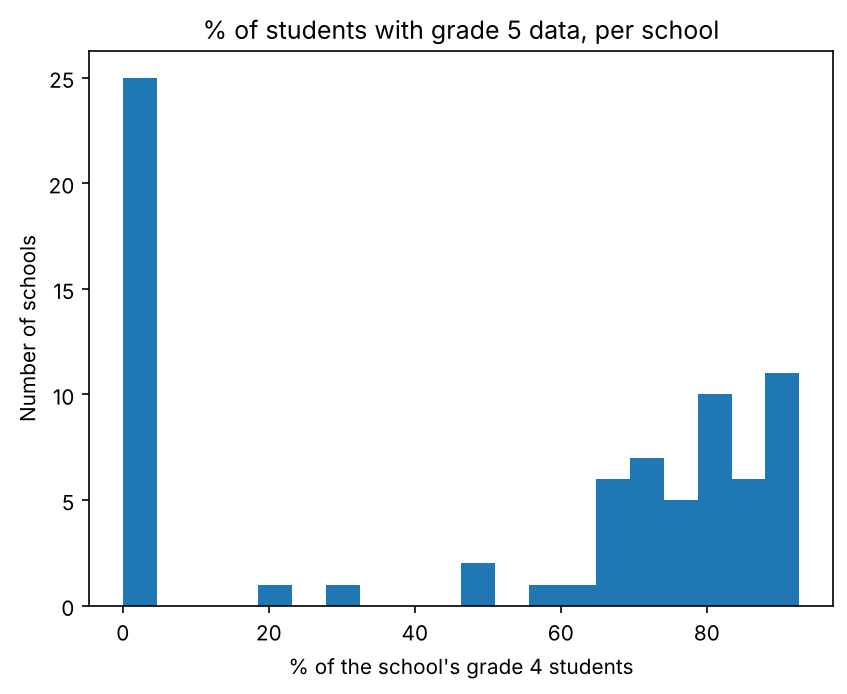 % of students with grade 5 data, per school
25
20
15
10
5
0
Number of schools
0 20 40 60 80
% of the school's grade 4 students